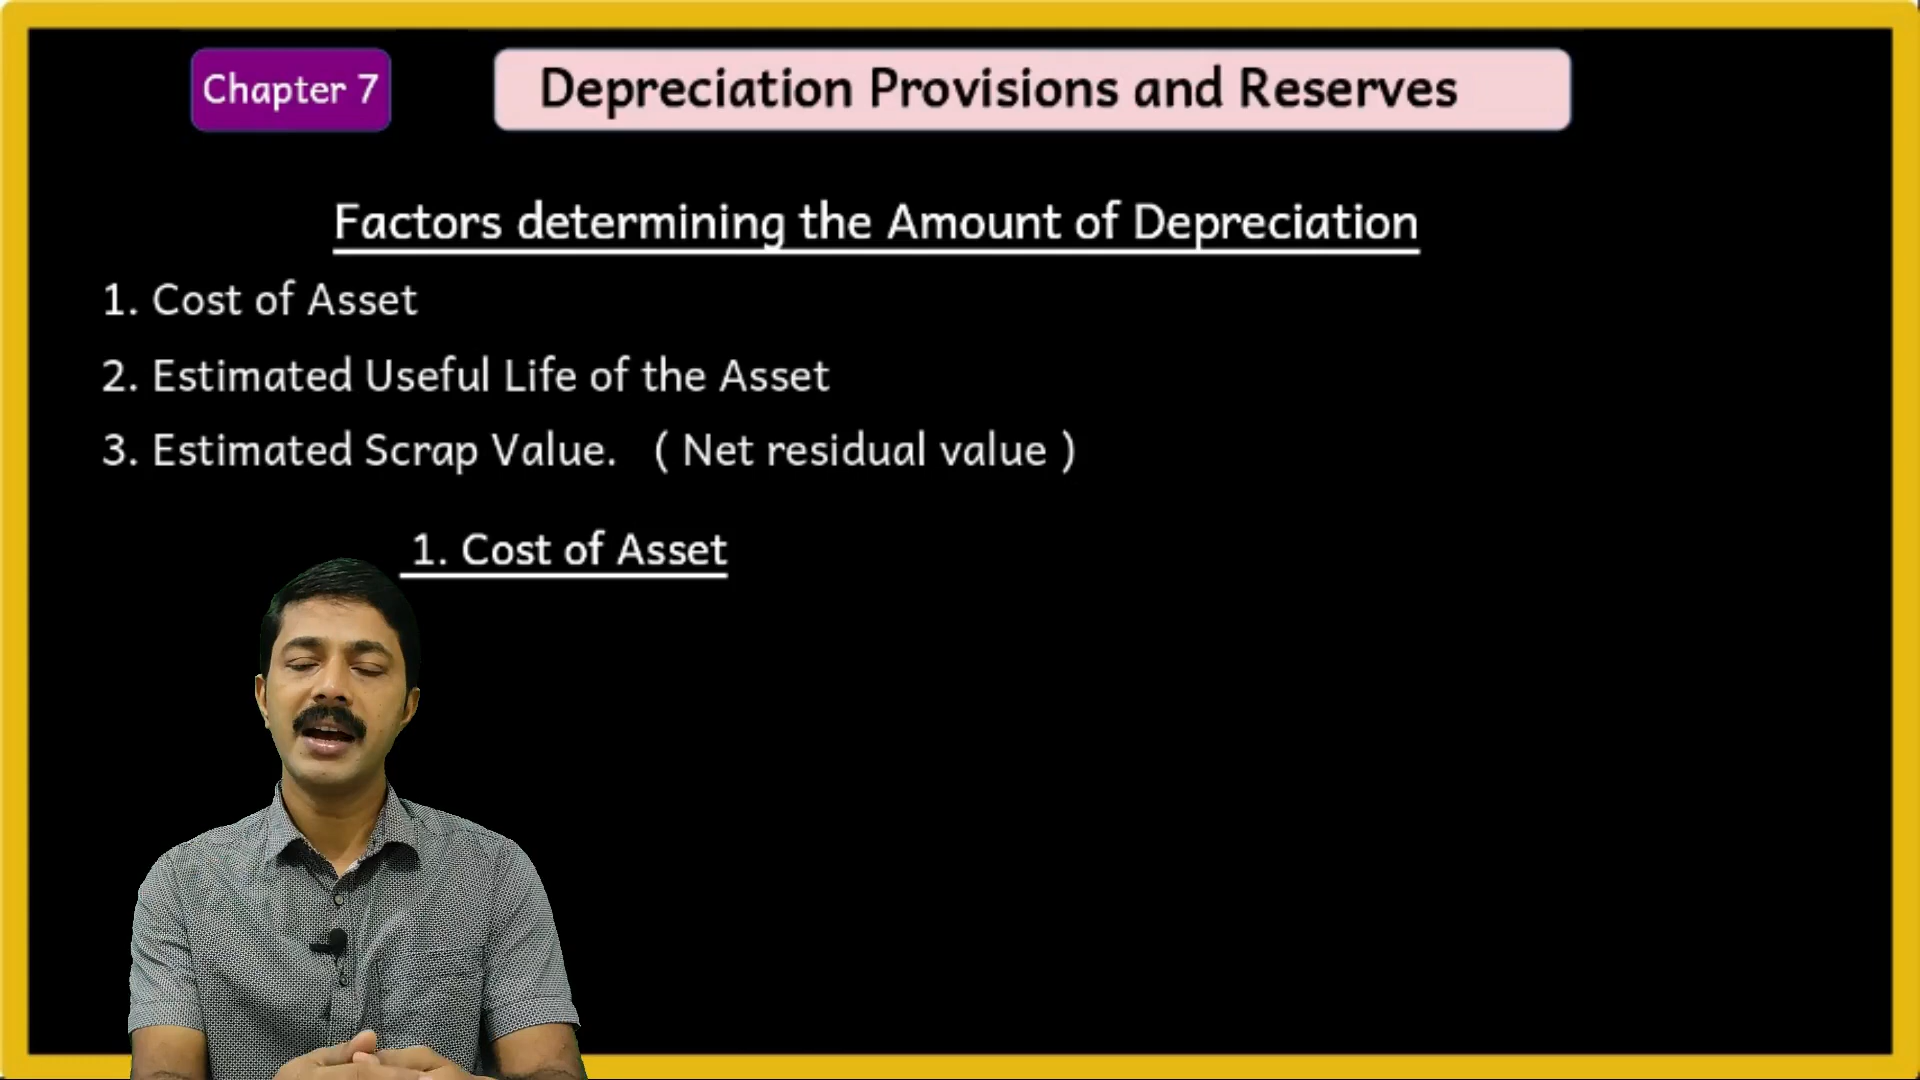 Chapter 7
Depreciation Provisions and Reserves
Factors determining the Amount of Depreciation
1. Cost of Asset
2. Estimated Useful Life of the Asset
3. Estimated Scrap Value. ( Net residual value )
1. Cost of Asset